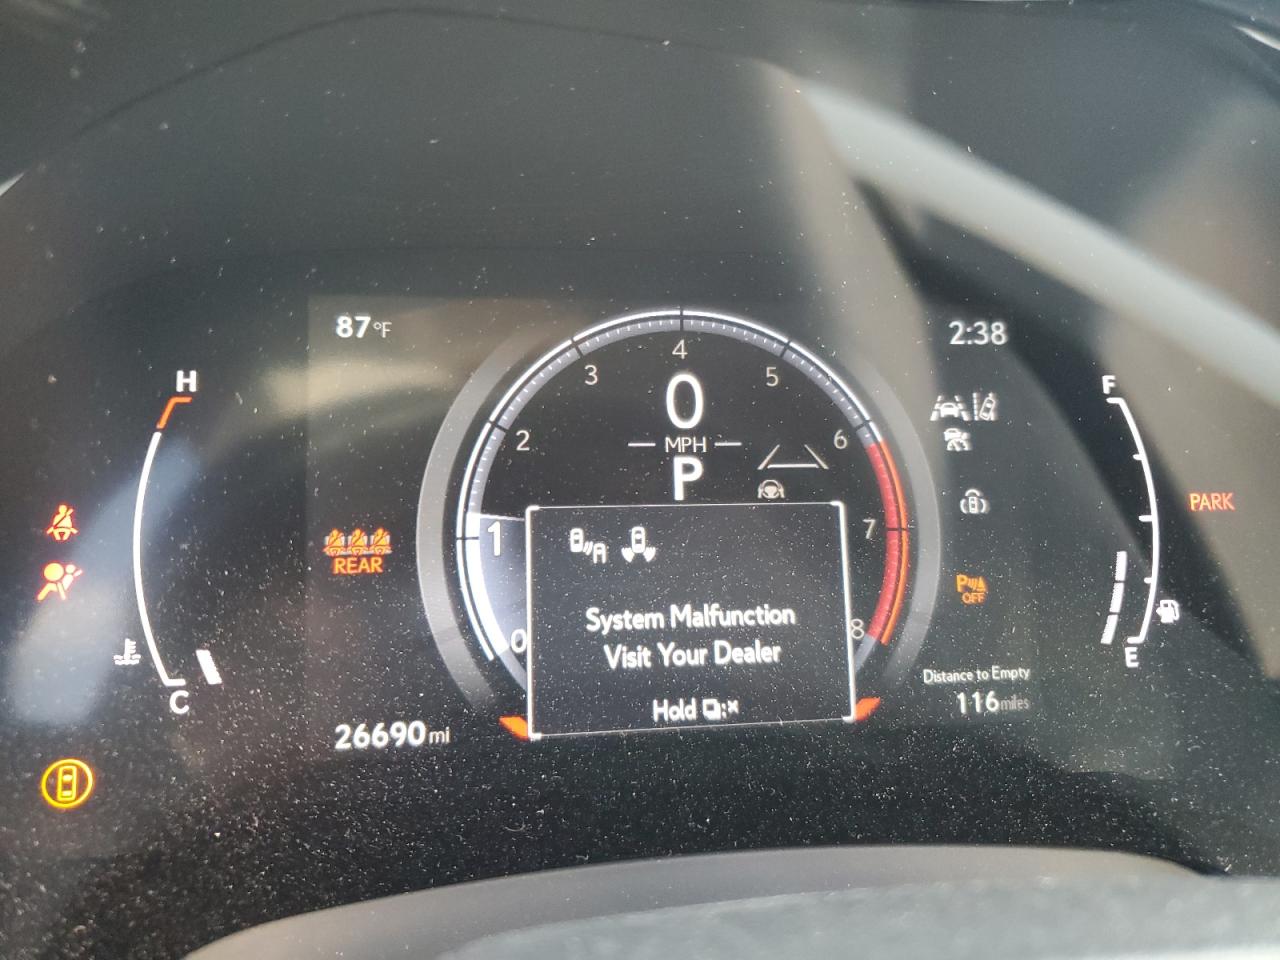 87°F
2:38
H
F
4
3
5
0
2
MPH
6
P
PARK
1
7
REAR
P
OFF
System Malfunction
0
8
Visit Your Dealer
E
Distance to Empty
C
Hold
116 miles
26690 mi